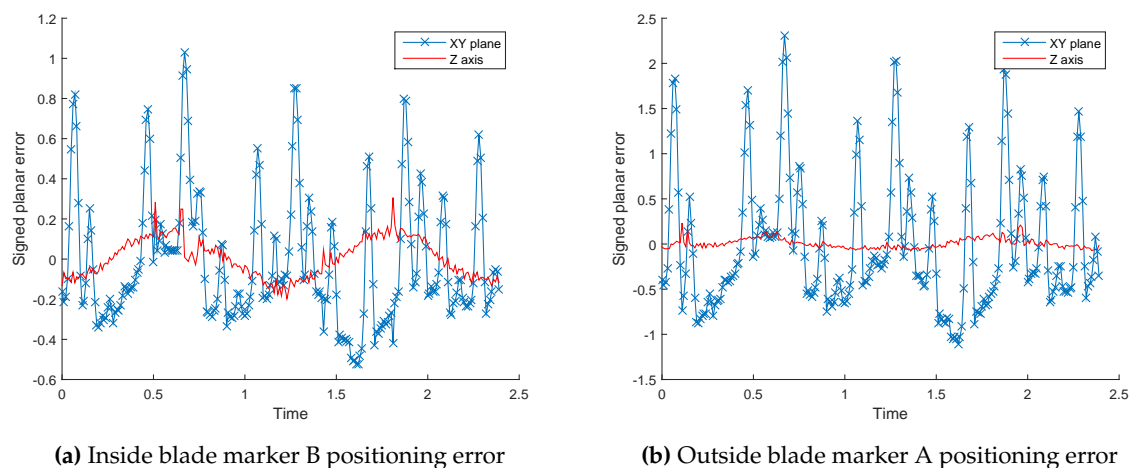 1.2
1
0.8
0.6
0.4
0.2
0
-0.2
-0.4
-0.6
Signed planar error
XY plane
Z axis
0 0.5 1 1.5 2 2.5
Time
(a) Inside blade marker B positioning error
2.5
2
1.5
1
0.5
0
-0.5
-1
-1.5
Signed planar error
XY plane
Z axis
0 0.5 1 1.5 2 2.5
Time
(b) Outside blade marker A positioning error